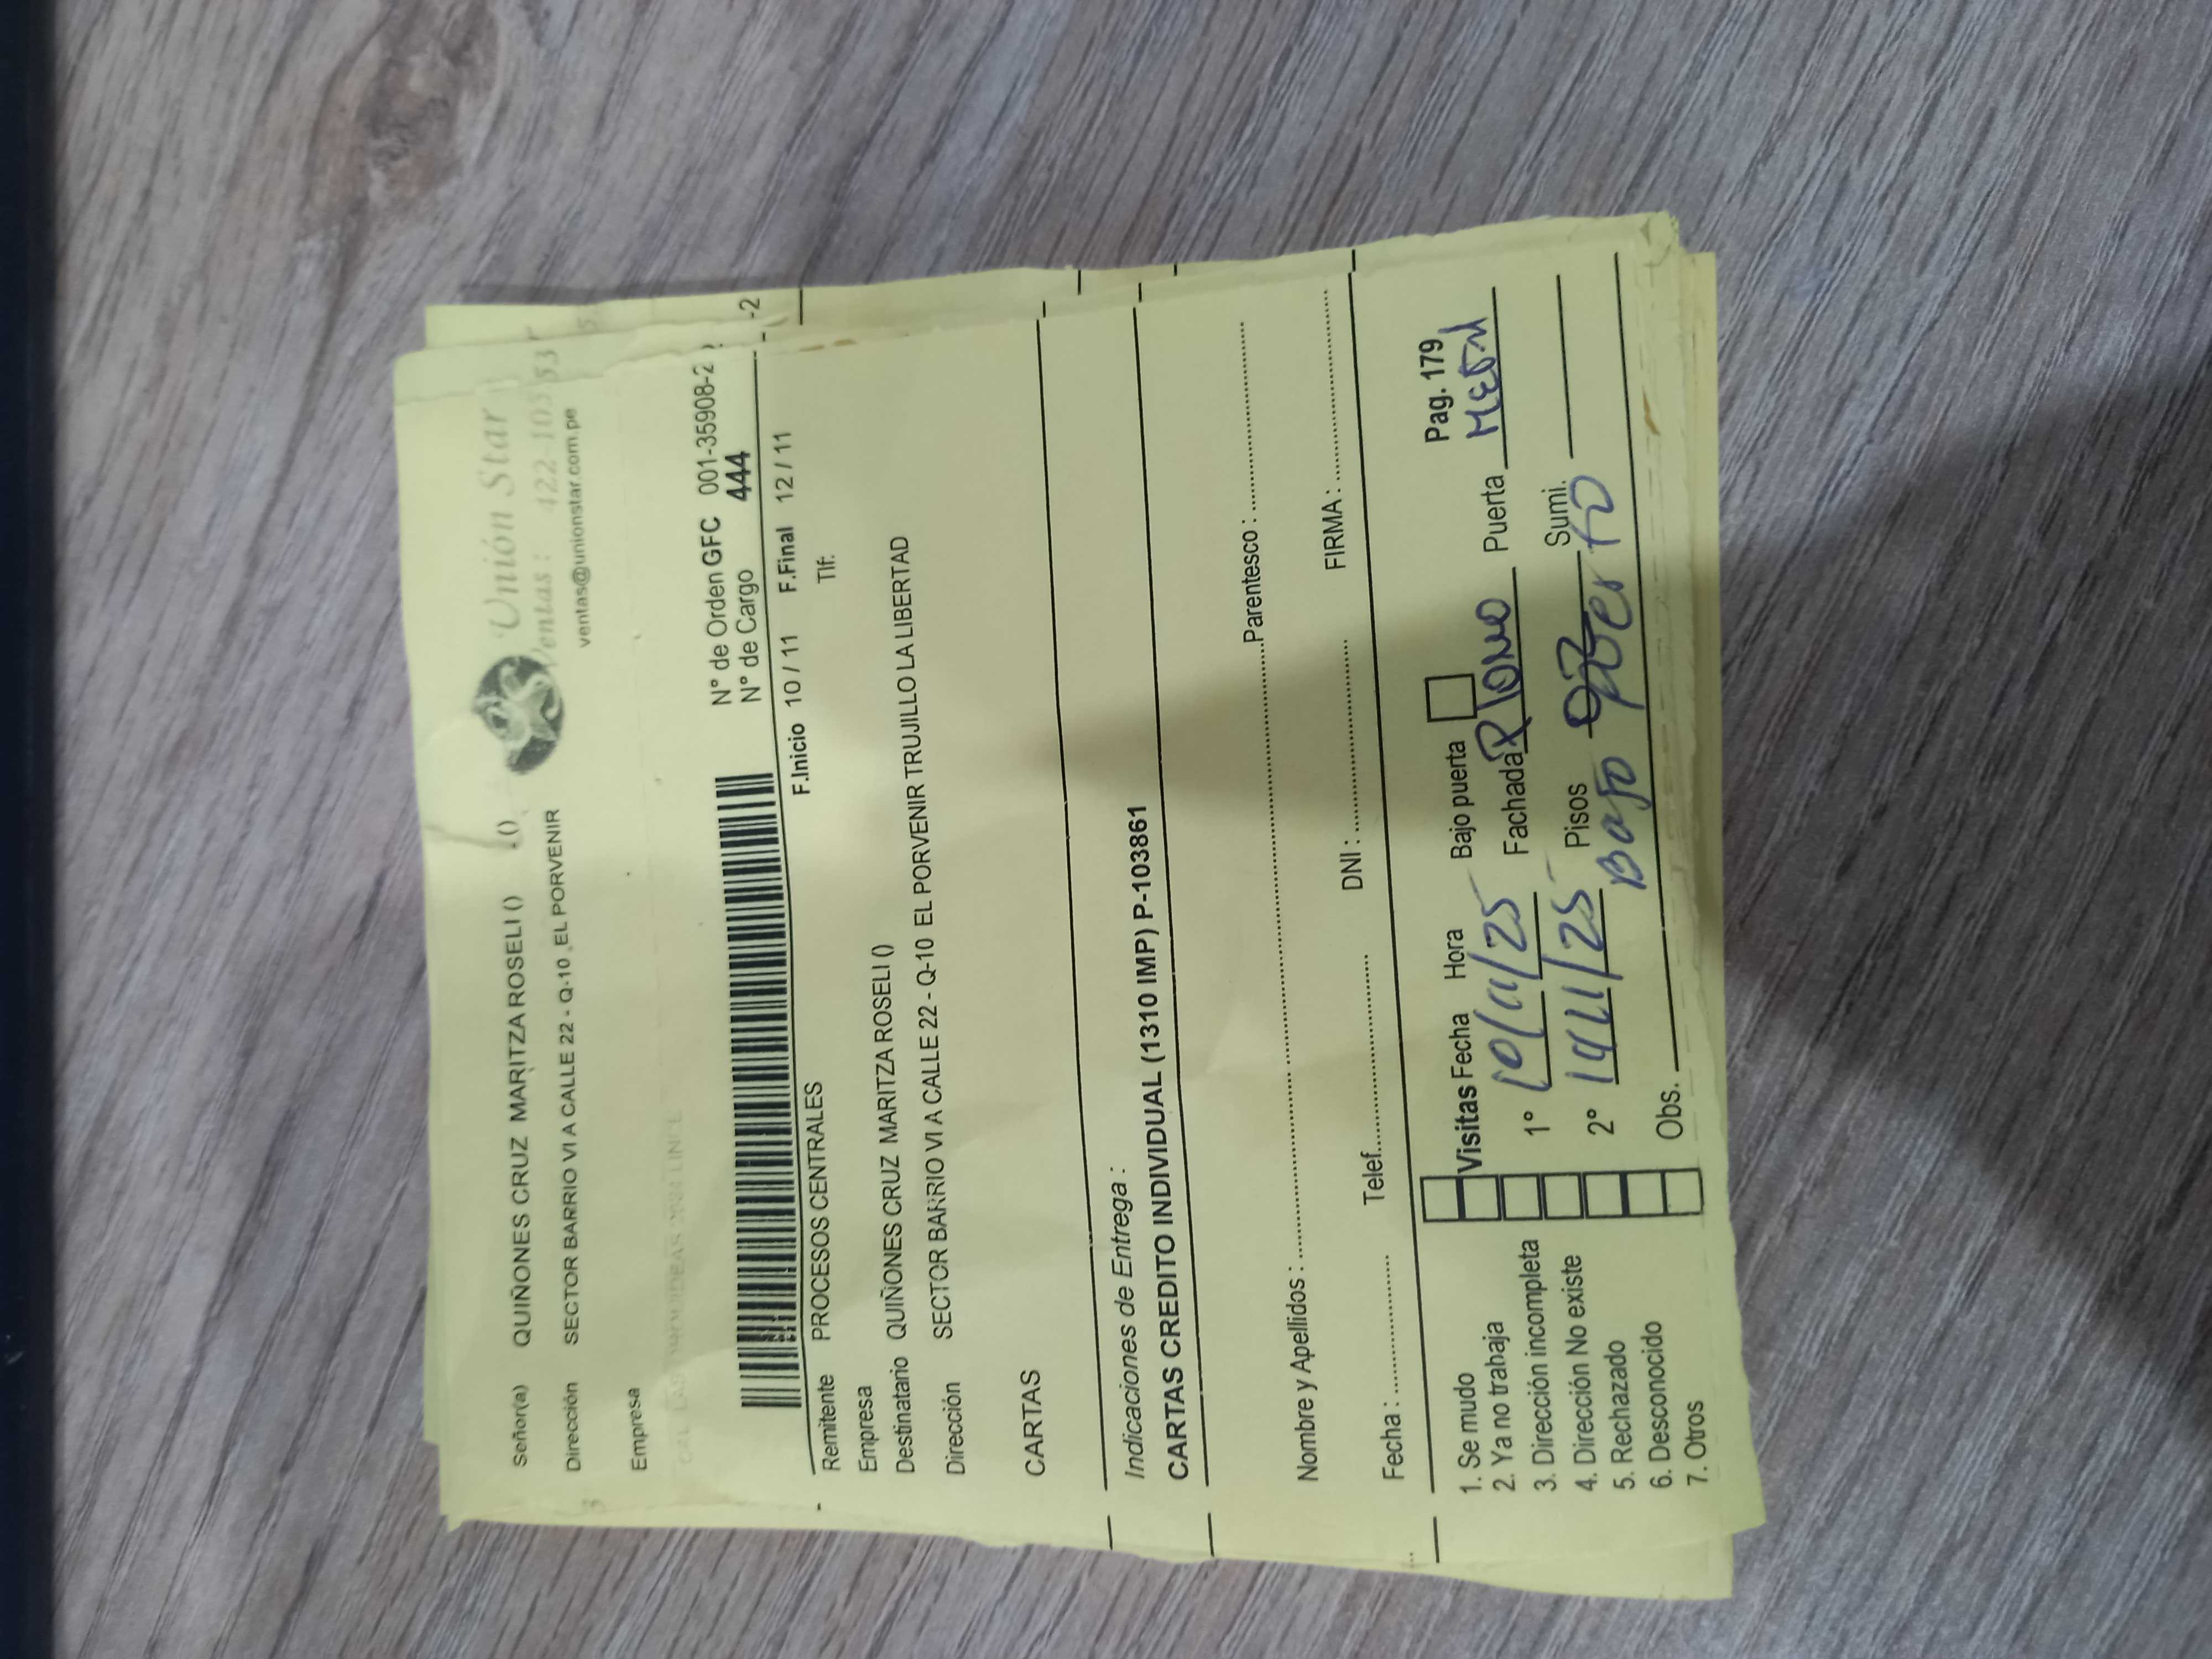 Unión Star
Ventas: 422-105
ventas@unionstar.com.pe
Señor(a) QUIÑONES CRUZ MARITZA ROSELI ()
Dirección SECTOR BARRIO VI A CALLE 22 - Q-10 EL PORVENIR
Empresa
N° de Orden GFC 001-35908-2
N° de Cargo 444
-2
F.Inicio 10 / 11 F.Final 12 / 11
Remitente PROCESOS CENTRALES Tlf:
Empresa
Destinatario QUIÑONES CRUZ MARITZA ROSELI ()
Dirección SECTOR BARRIO VI A CALLE 22 - Q-10 EL PORVENIR TRUJILLO LA LIBERTAD
CARTAS
Indicaciones de Entrega :
CARTAS CREDITO INDIVIDUAL (1310 IMP) P-103861
Nombre y Apellidos : Parentesco :
Fecha : Telef. DNI : FIRMA :
Pag. 179
1. Se mudo
2. Ya no trabaja
3. Dirección incompleta
4. Dirección No existe
5. Rechazado
6. Desconocido
7. Otros
Visitas Fecha Hora Bajo puerta
1° 10/11/25 Fachada Puerta Metal
2° /25 Pisos Sumi.
Obs. Bajo